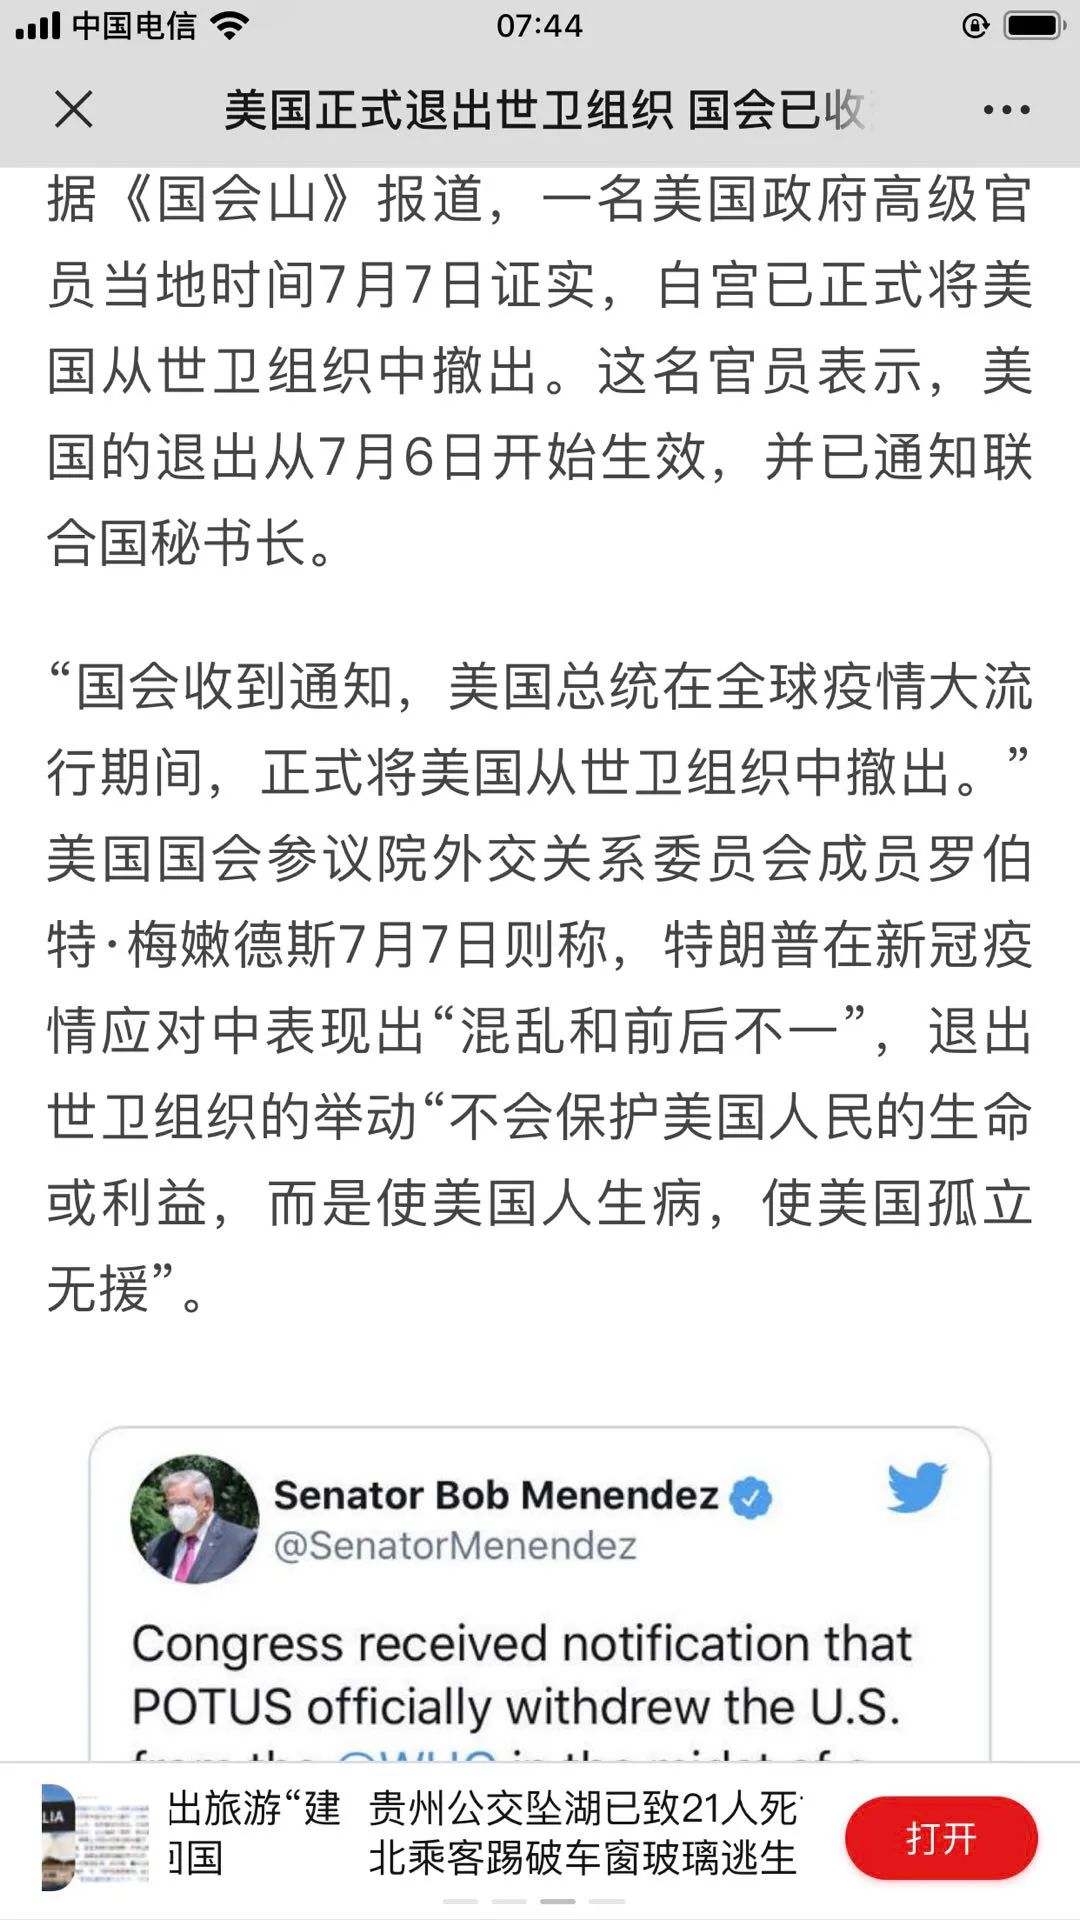 中国电信
07:44
美国正式退出世卫组织 国会已收
据《国会山》报道，一名美国政府高级官
员当地时间7月7日证实，白宫已正式将美
国从世卫组织中撤出。这名官员表示，美
国的退出从7月6日开始生效，并已通知联
合国秘书长。
“国会收到通知，美国总统在全球疫情大流
行期间，正式将美国从世卫组织中撤出。”
美国国会参议院外交关系委员会成员罗伯
特·梅嫩德斯7月7日则称，特朗普在新冠疫
情应对中表现出“混乱和前后不一”，退出
世卫组织的举动“不会保护美国人民的生命
或利益，而是使美国人生病，使美国孤立
无援”。
Senator Bob Menendez
@SenatorMenendez
Congress received notification that
POTUS officially withdrew the U.S.
from the @WHO in the midst of a
LIA
出旅游“建
国
贵州公交坠湖已致21人死
北乘客踢破车窗玻璃逃生
打开